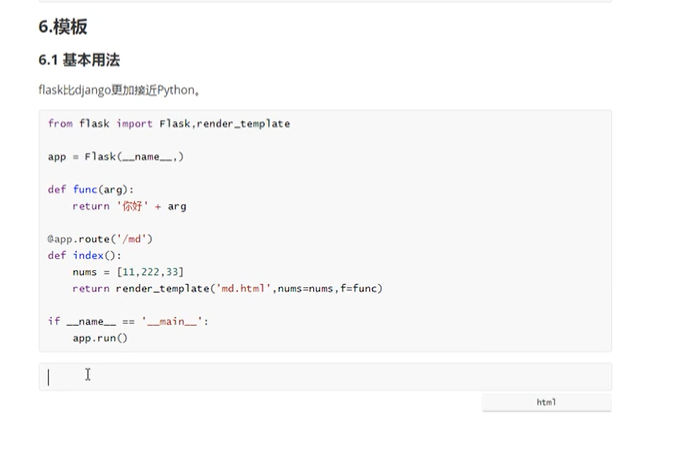 6.模板
6.1 基本用法
flask比django更加接近Python。
from flask import Flask,render_template
app = Flask(__name__,)
def func(arg):
    return '你好' + arg
@app.route('/md')
def index():
    nums = [11,222,33]
    return render_template('md.html',nums=nums,f=func)
if __name__ == '__main__':
    app.run()
html